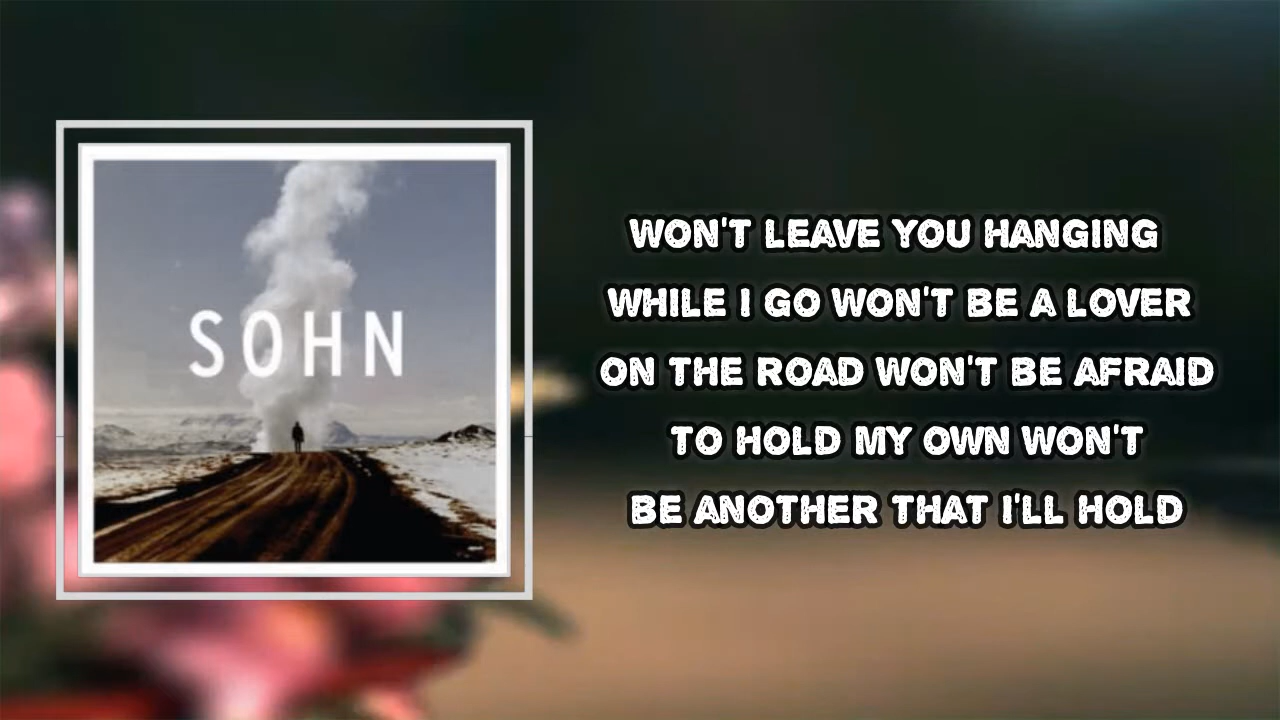 SOHN
WON'T LEAVE YOU HANGING
WHILE I GO WON'T BE A LOVER
ON THE ROAD WON'T BE AFRAID
TO HOLD MY OWN WON'T
BE ANOTHER THAT I'LL HOLD